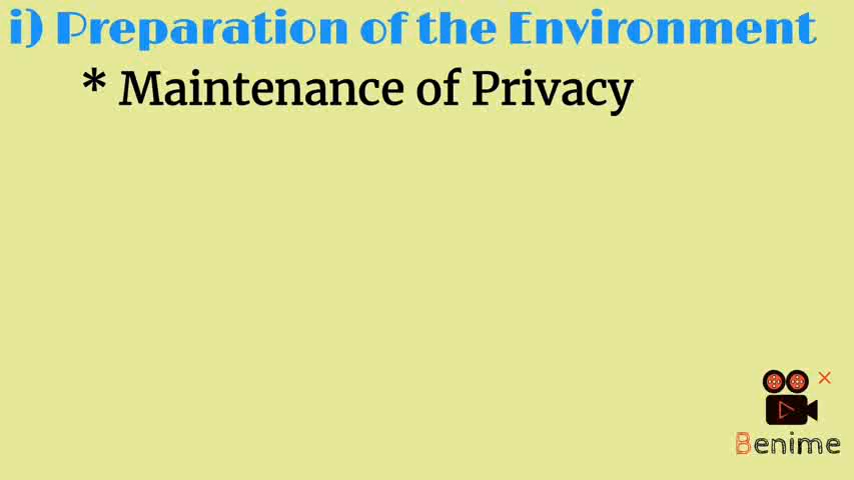 i) Preparation of the Environment
* Maintenance of Privacy
Benime